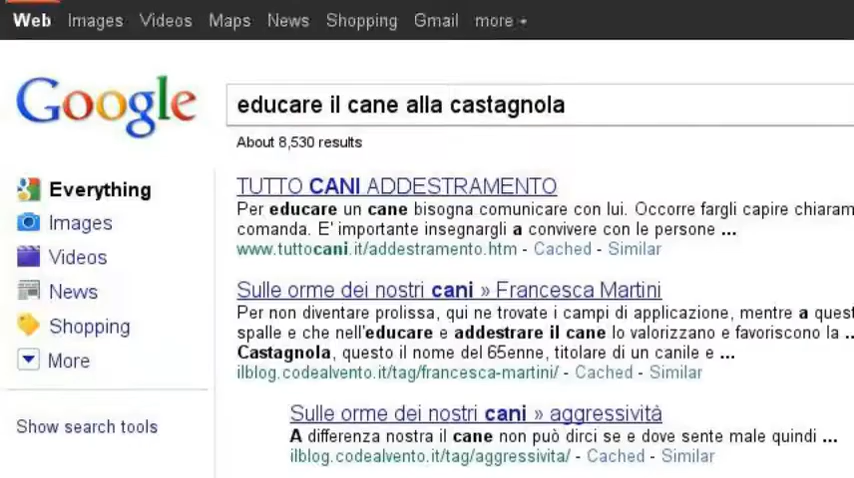 Web Images Videos Maps News Shopping Gmail more
Google
educare il cane alla castagnola
About 8,530 results
Everything
Images
Videos
News
Shopping
More
Show search tools
TUTTO CANI ADDESTRAMENTO
Per educare un cane bisogna comunicare con lui. Occorre fargli capire chiaram
comanda. E' importante insegnargli a convivere con le persone ...
www.tuttocani.it/addestramento.htm - Cached - Similar
Sulle orme dei nostri cani » Francesca Martini
Per non diventare prolissa, qui ne trovate i campi di applicazione, mentre a quest
spalle e che nell'educare e addestrare il cane lo valorizzano e favoriscono la ..
Castagnola, questo il nome del 65enne, titolare di un canile e ...
ilblog.codealvento.it/tag/francesca-martini/ - Cached - Similar
Sulle orme dei nostri cani » aggressività
A differenza nostra il cane non può dirci se e dove sente male quindi ...
ilblog.codealvento.it/tag/aggressivita/ - Cached - Similar